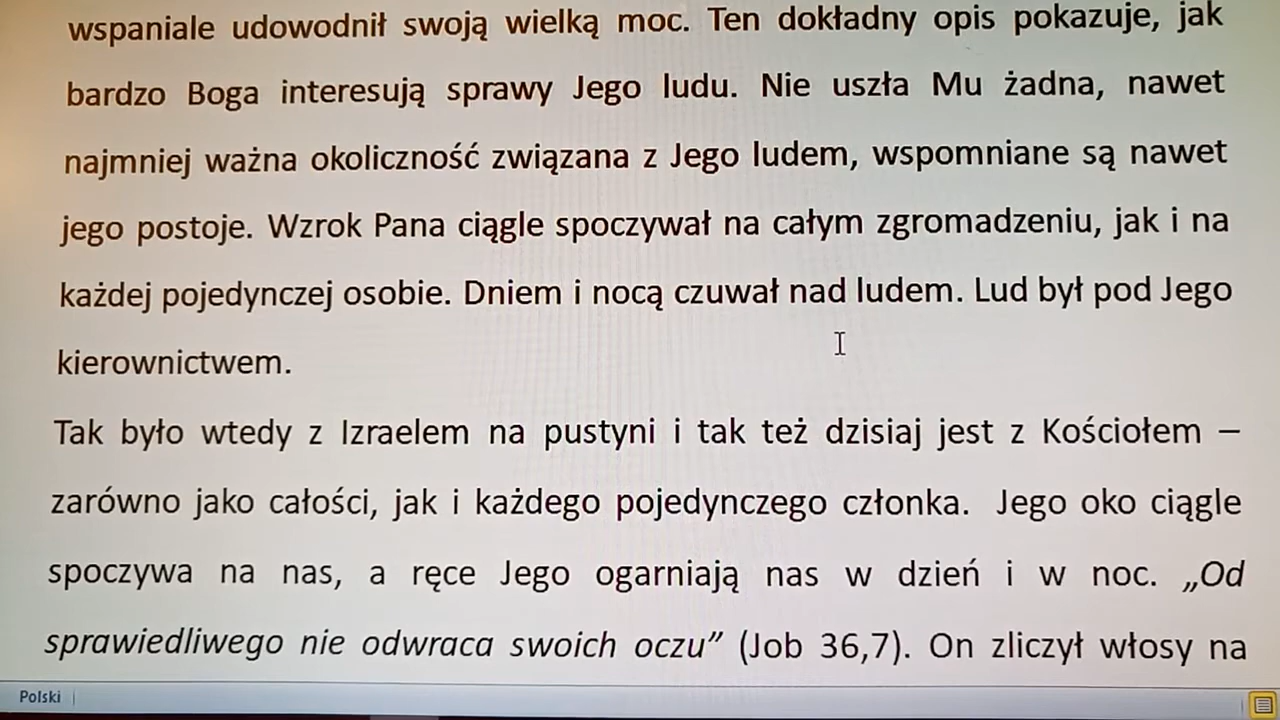 wspaniale udowodnił swoją wielką moc. Ten dokładny opis pokazuje, jak
bardzo Boga interesują sprawy Jego ludu. Nie uszła Mu żadna, nawet
najmniej ważna okoliczność związana z Jego ludem, wspomniane są nawet
jego postoje. Wzrok Pana ciągle spoczywał na całym zgromadzeniu, jak i na
każdej pojedynczej osobie. Dniem i nocą czuwał nad ludem. Lud był pod Jego
kierownictwem.
Tak było wtedy z Izraelem na pustyni i tak też dzisiaj jest z Kościołem –
zarówno jako całości, jak i każdego pojedynczego członka. Jego oko ciągle
spoczywa na nas, a ręce Jego ogarniają nas w dzień i w noc. „Od
sprawiedliwego nie odwraca swoich oczu” (Job 36,7). On zliczył włosy na
Polski